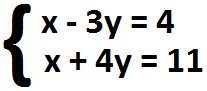 x - 3y = 4
x + 4y = 11